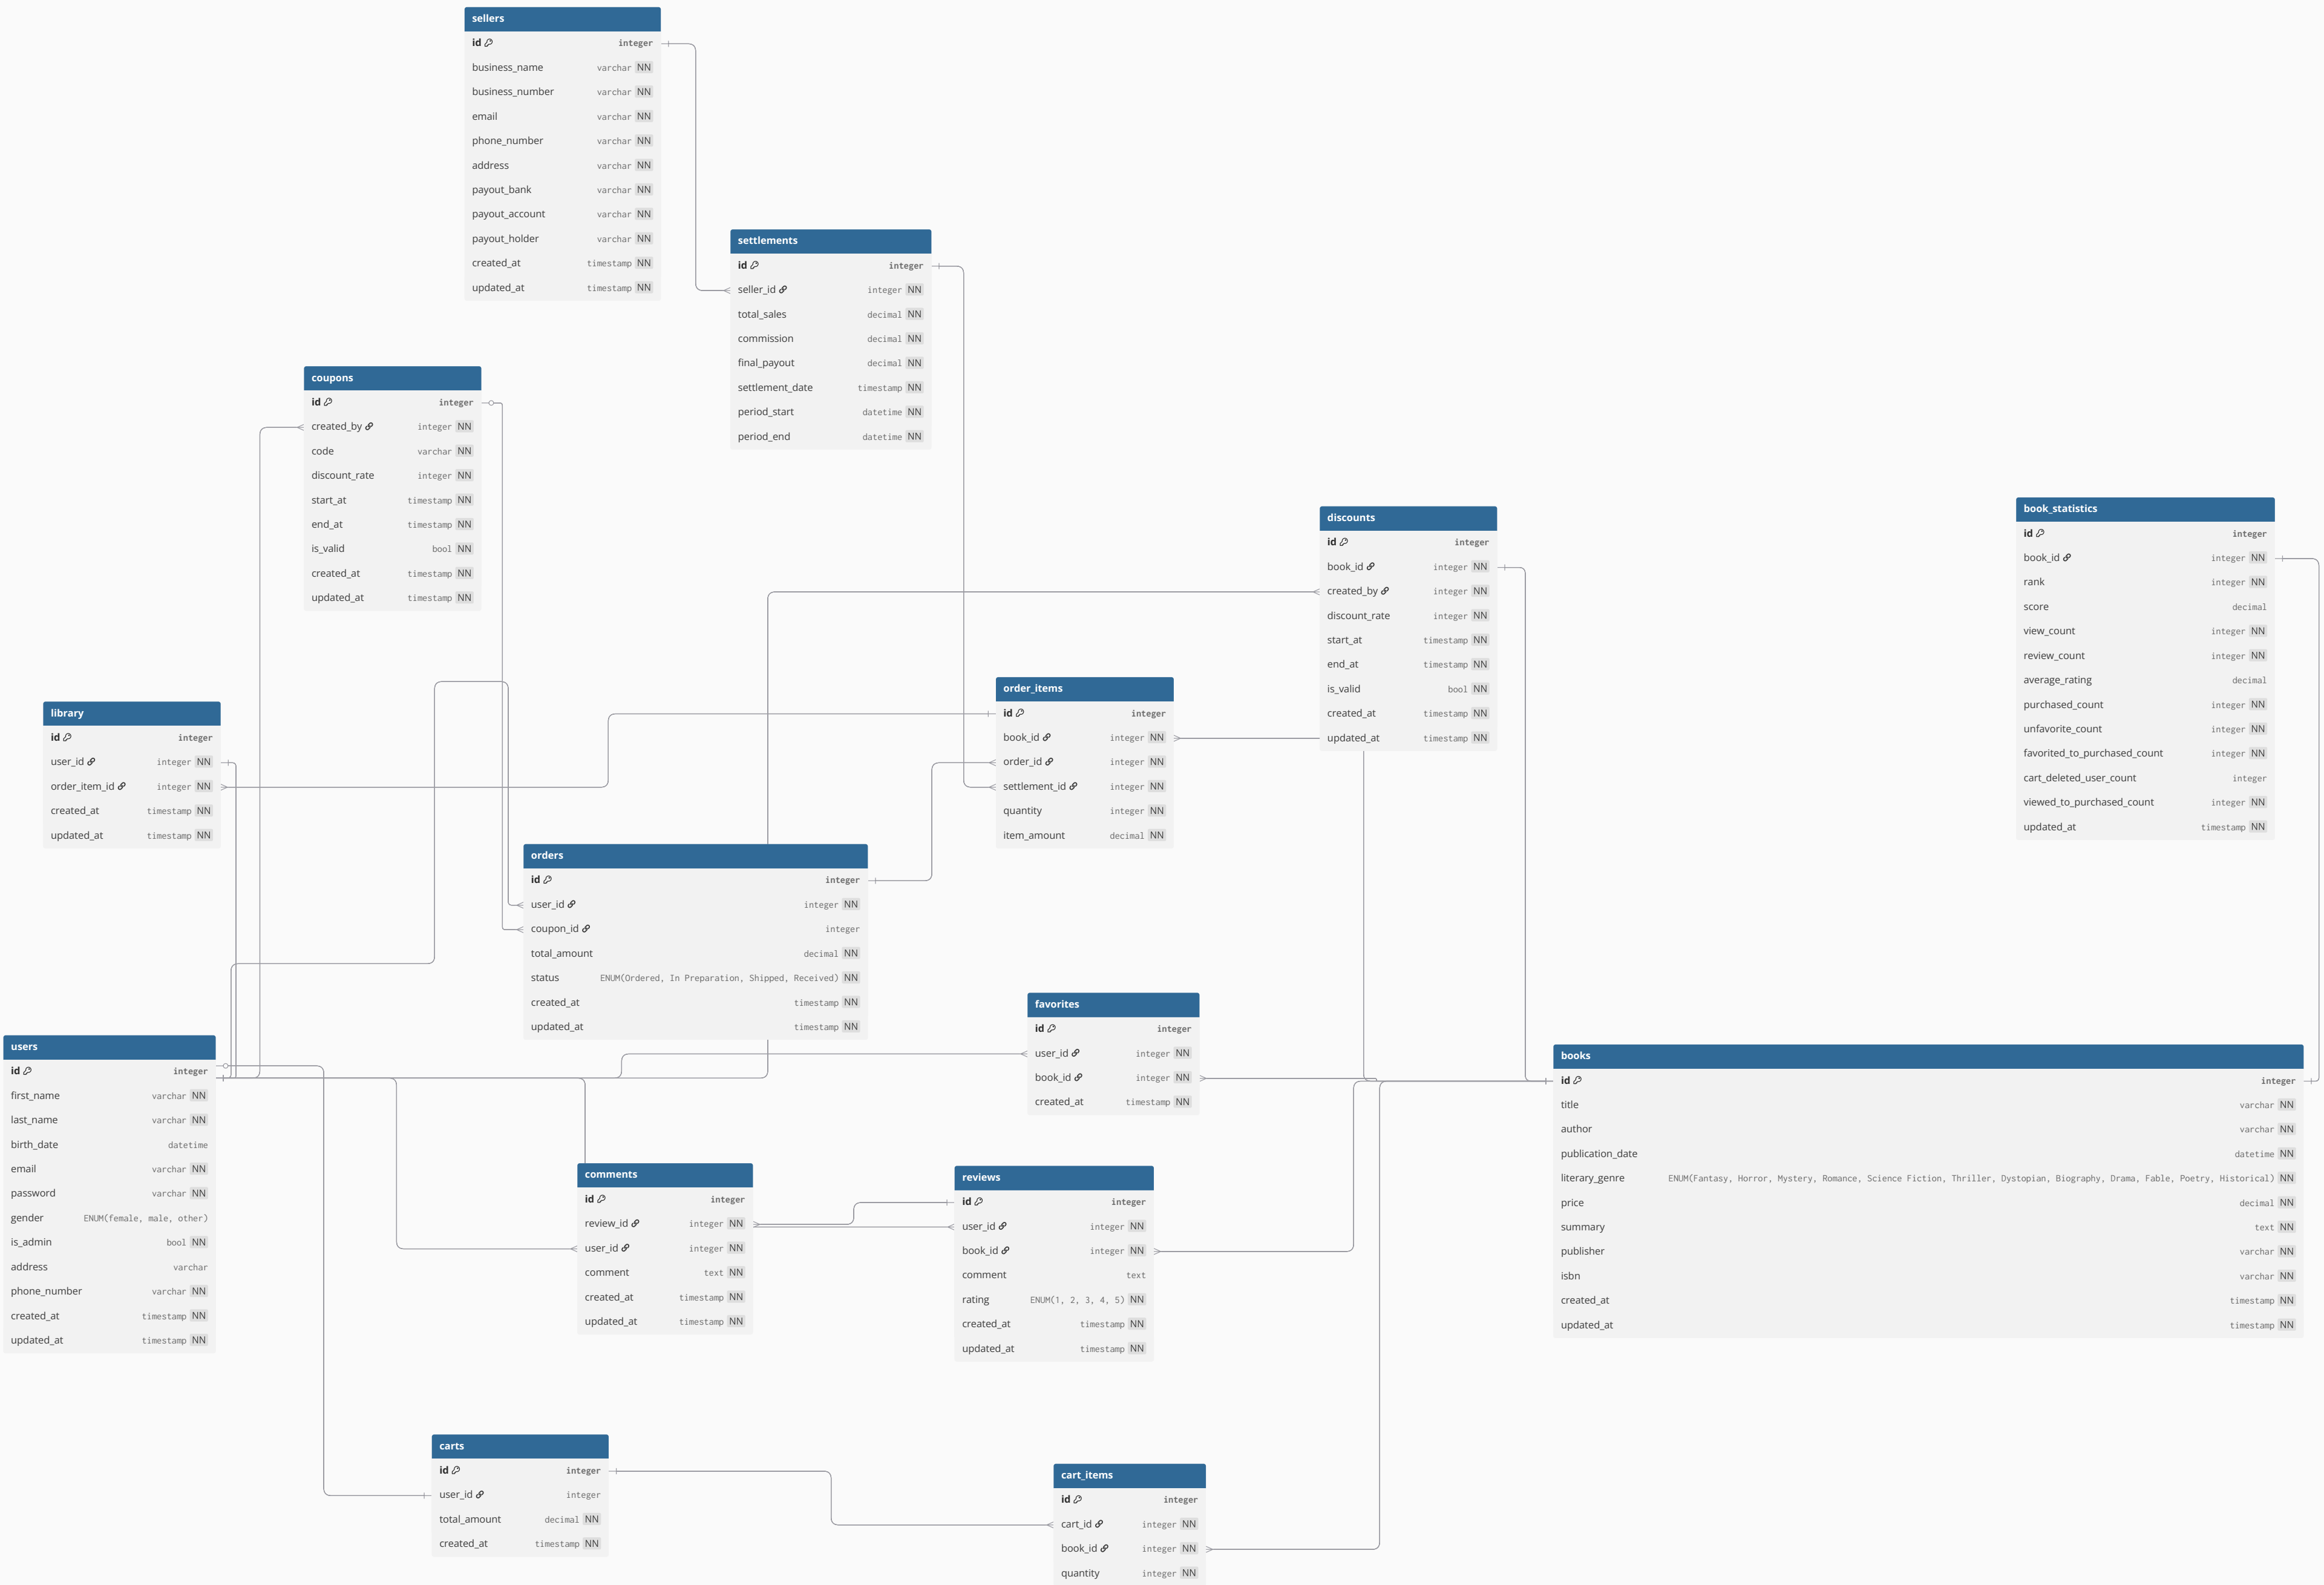 sellers
id integer
business_name varchar NN
business_number varchar NN
email varchar NN
phone_number varchar NN
address varchar NN
payout_bank varchar NN
payout_account varchar NN
payout_holder varchar NN
created_at timestamp NN
updated_at timestamp NN
settlements
id integer
seller_id integer NN
total_sales decimal NN
commission decimal NN
final_payout decimal NN
settlement_date timestamp NN
period_start datetime NN
period_end datetime NN
coupons
id integer
created_by integer NN
code varchar NN
discount_rate integer NN
start_at timestamp NN
end_at timestamp NN
is_valid bool NN
created_at timestamp NN
updated_at timestamp NN
discounts
id integer
book_id integer NN
created_by integer NN
discount_rate integer NN
start_at timestamp NN
end_at timestamp NN
is_valid bool NN
created_at timestamp NN
updated_at timestamp NN
book_statistics
id integer
book_id integer NN
rank integer NN
score decimal
view_count integer NN
review_count integer NN
average_rating decimal
purchased_count integer NN
unfavorite_count integer NN
favorited_to_purchased_count integer NN
cart_deleted_user_count integer
viewed_to_purchased_count integer NN
updated_at timestamp NN
library
id integer
user_id integer NN
order_item_id integer NN
created_at timestamp NN
updated_at timestamp NN
order_items
id integer
book_id integer NN
order_id integer NN
settlement_id integer NN
quantity integer NN
item_amount decimal NN
orders
id integer
user_id integer NN
coupon_id integer
total_amount decimal NN
status ENUM(Ordered, In Preparation, Shipped, Received) NN
created_at timestamp NN
updated_at timestamp NN
favorites
id integer
user_id integer NN
book_id integer NN
created_at timestamp NN
users
id integer
first_name varchar NN
last_name varchar NN
birth_date datetime
email varchar NN
password varchar NN
gender ENUM(female, male, other)
is_admin bool NN
address varchar
phone_number varchar NN
created_at timestamp NN
updated_at timestamp NN
books
id integer
title varchar NN
author varchar NN
publication_date datetime NN
literary_genre ENUM(Fantasy, Horror, Mystery, Romance, Science Fiction, Thriller, Dystopian, Biography, Drama, Fable, Poetry, Historical) NN
price decimal NN
summary text NN
publisher varchar NN
isbn varchar NN
created_at timestamp NN
updated_at timestamp NN
comments
id integer
review_id integer NN
user_id integer NN
comment text NN
created_at timestamp NN
updated_at timestamp NN
reviews
id integer
user_id integer NN
book_id integer NN
comment text
rating ENUM(1, 2, 3, 4, 5) NN
created_at timestamp NN
updated_at timestamp NN
carts
id integer
user_id integer
total_amount decimal NN
created_at timestamp NN
cart_items
id integer
cart_id integer NN
book_id integer NN
quantity integer NN